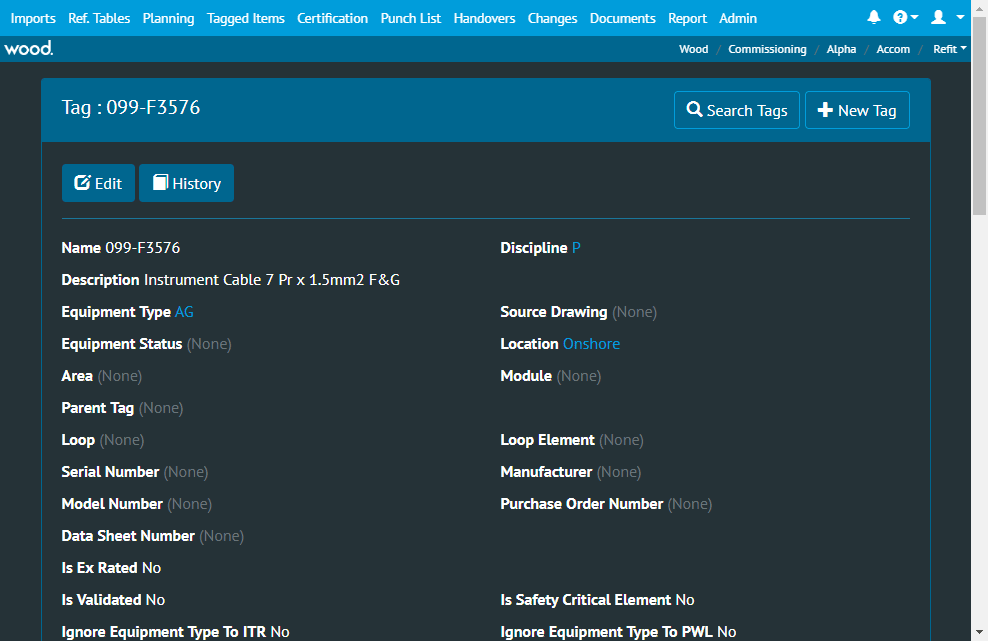 Imports Ref. Tables Planning Tagged Items Certification Punch List Handovers Changes Documents Report Admin
wood. Wood / Commissioning / Alpha / Accom / Refit
Tag : 099-F3576 Search Tags New Tag
Edit History
Name 099-F3576 Discipline P
Description Instrument Cable 7 Pr x 1.5mm2 F&G
Equipment Type AG Source Drawing (None)
Equipment Status (None) Location Onshore
Area (None) Module (None)
Parent Tag (None)
Loop (None) Loop Element (None)
Serial Number (None) Manufacturer (None)
Model Number (None) Purchase Order Number (None)
Data Sheet Number (None)
Is Ex Rated No
Is Validated No Is Safety Critical Element No
Ignore Equipment Type To ITR No Ignore Equipment Type To PWL No